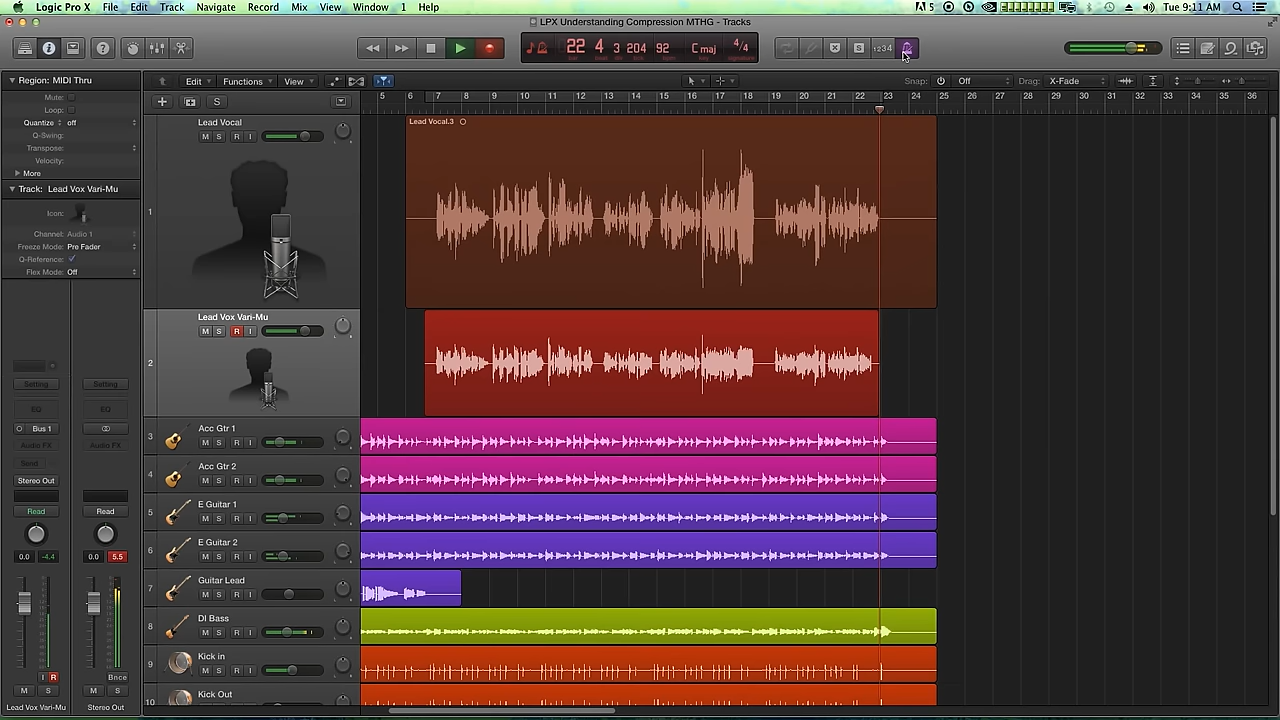 Logic Pro X File Edit Track Navigate Record Mix View Window 1 Help
5 Tue 9:11 AM
LPX Understanding Compression MTHG - Tracks
22 4 3 204 92 Cmaj 4/4
1234
Region: MIDI Thru
Mute:
Loop:
Quantize off
Q-Swing:
Transpose:
Velocity:
More
Track: Lead Vox Vari-Mu
Icon:
Channel: Audio 1
Freeze Mode: Pre Fader
Q-Reference:
Flex Mode: Off
Edit Functions View
Snap: Off Drag: X-Fade
S
5 6 7 8 9 10 11 12 13 14 15 16 17 18 19 20 21 22 23 24 25 26 27 28 29 30 31 32 33 34 35 36
1 Lead Vocal
M S R I
Lead Vocal.3
2 Lead Vox Vari-Mu
M S R I
3 Acc Gtr 1
M S R I
4 Acc Gtr 2
M S R I
5 E Guitar 1
M S R I
6 E Guitar 2
M S R I
7 Guitar Lead
M S R I
8 DI Bass
M S R I
9 Kick in
M S R I
10 Kick Out
M S R I
Setting Setting
EQ EQ
Bus 1
Audio FX Audio FX
Send
Stereo Out
Read Read
0.0 -4.4 0.0 5.5
I R Bnce
M S M S
Lead Vox Vari-Mu Stereo Out